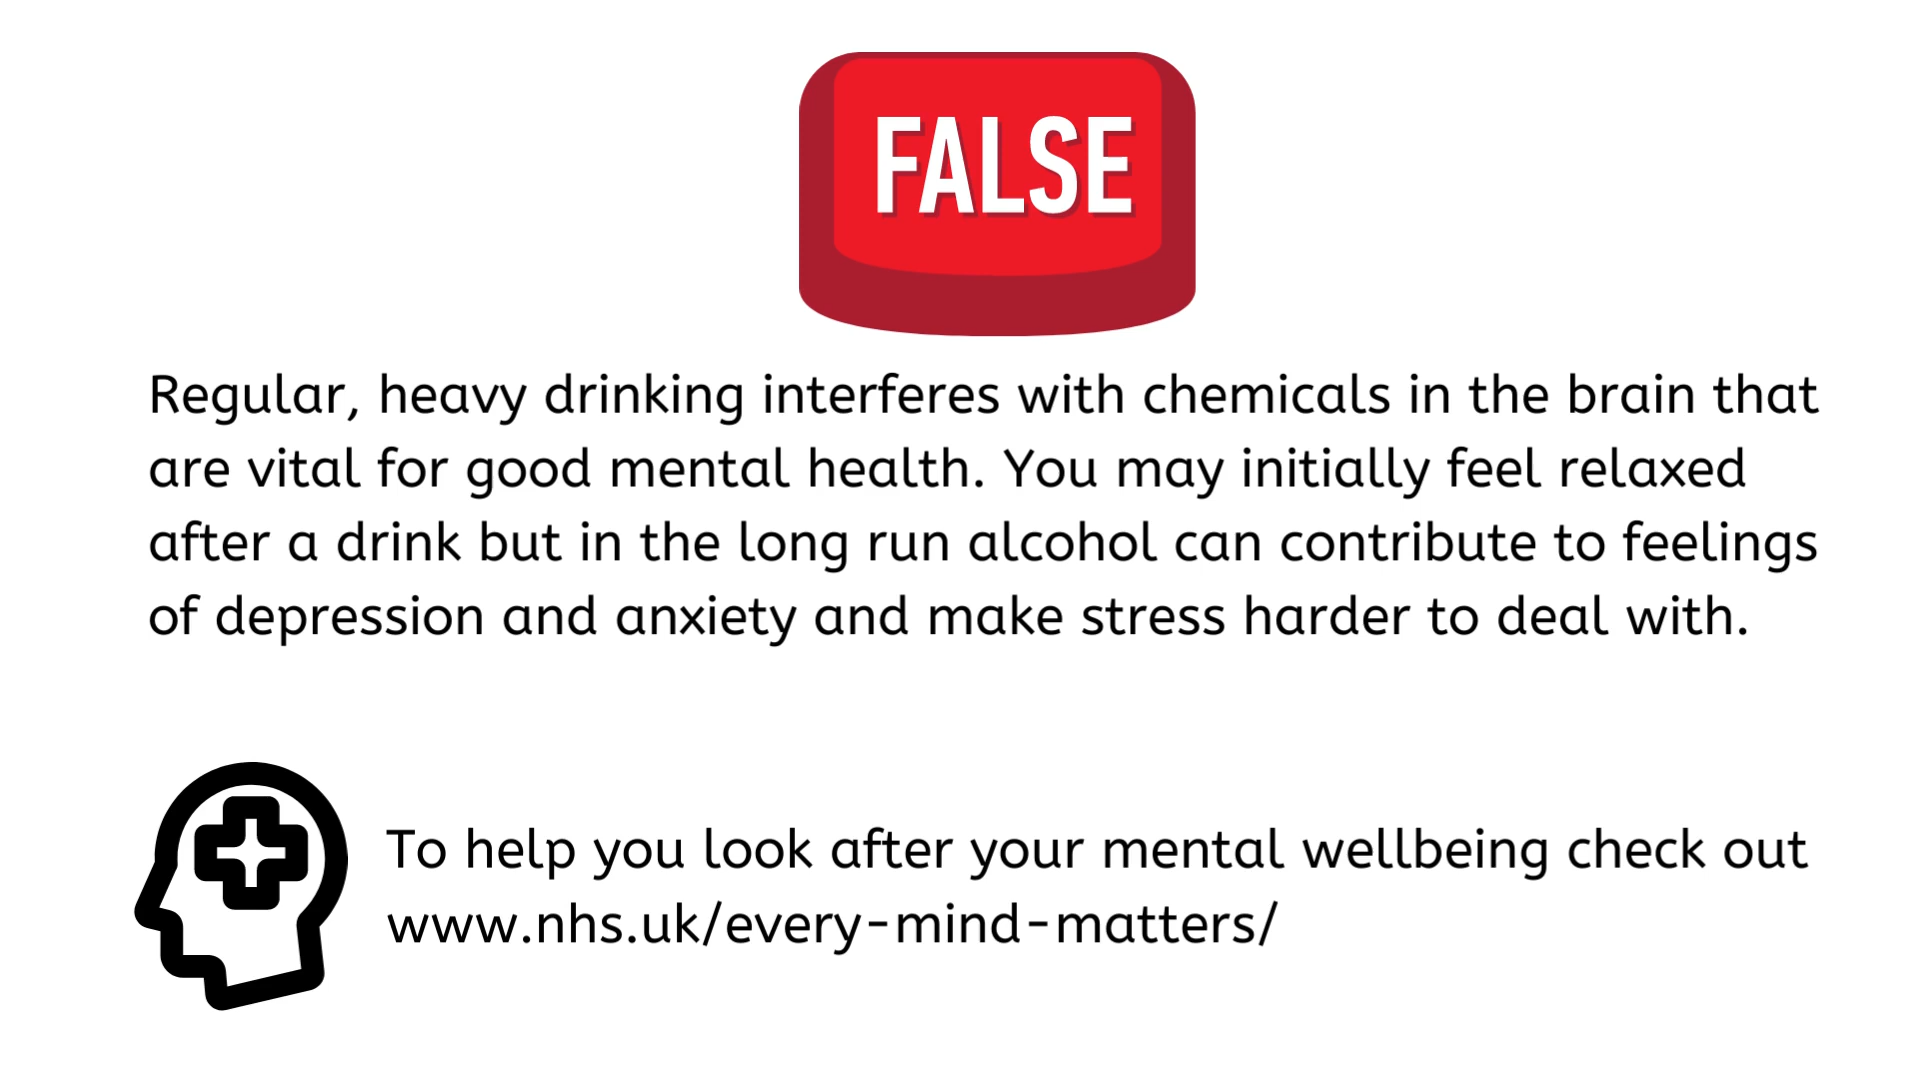 FALSE
Regular, heavy drinking interferes with chemicals in the brain that
are vital for good mental health. You may initially feel relaxed
after a drink but in the long run alcohol can contribute to feelings
of depression and anxiety and make stress harder to deal with.
To help you look after your mental wellbeing check out
www.nhs.uk/every-mind-matters/